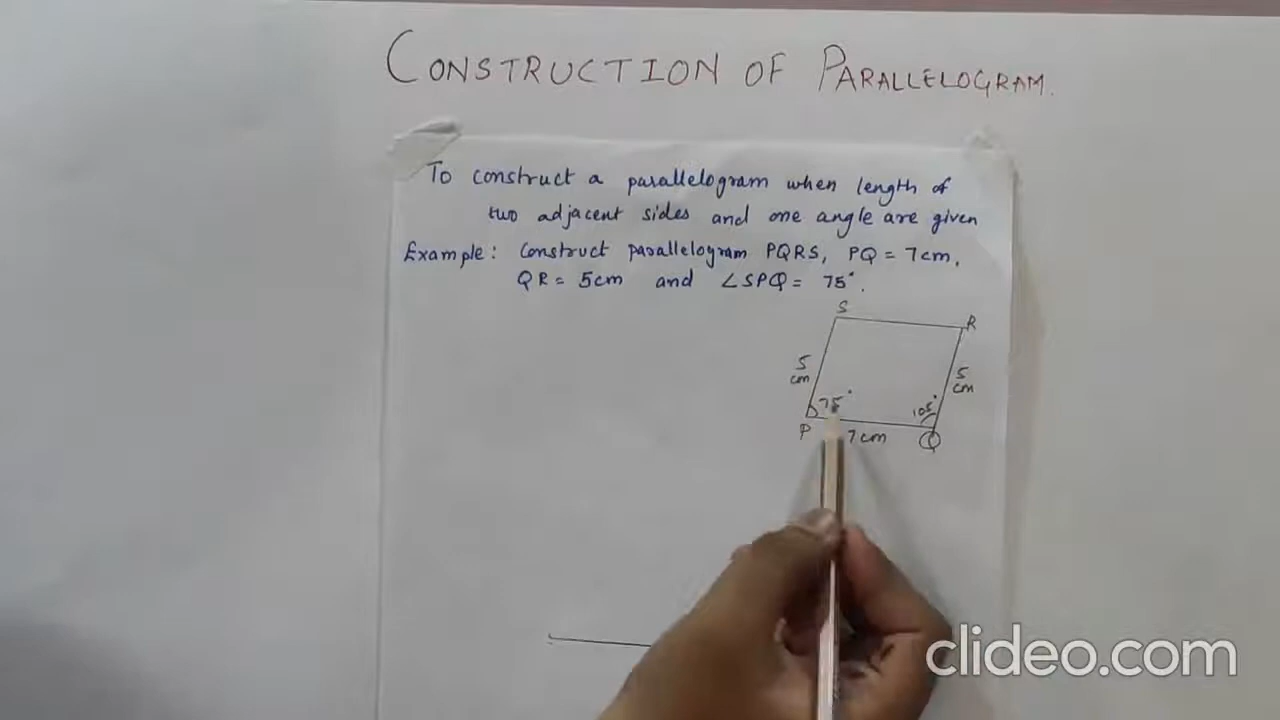 CONSTRUCTION OF PARALLELOGRAM.
To construct a parallelogram when length of
two adjacent sides and one angle are given
Example: Construct parallelogram PQRS, PQ = 7cm,
QR = 5cm and ∠SPQ = 75°.
S
R
5
cm
5
cm
75°
105°
P
7cm
Q
clideo.com